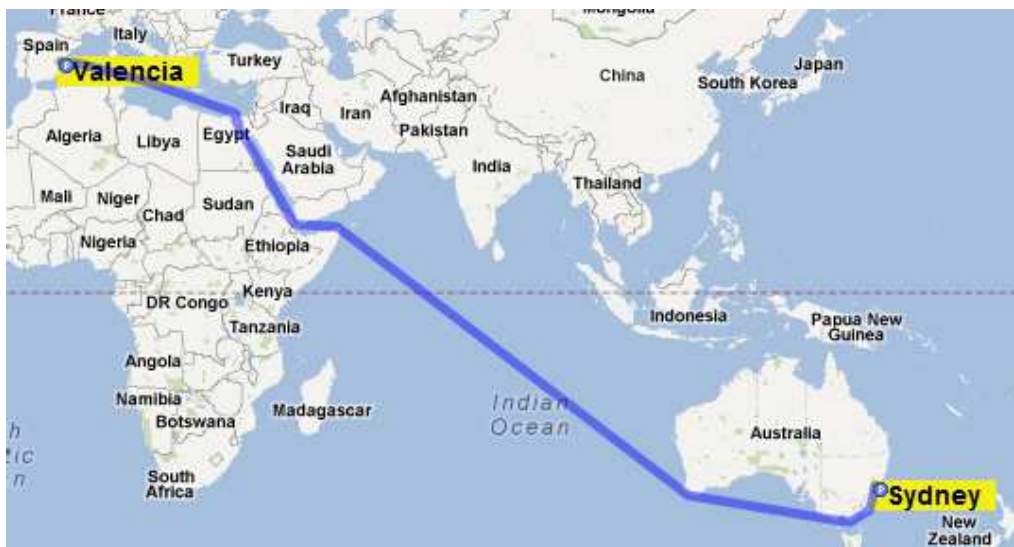 France
Mongolia
Spain
Italy
Turkey
Japan
China
South Korea
Valencia
Afghanistan
Iraq
Iran
Algeria
Libya
Egypt
Pakistan
Saudi
Arabia
India
Thailand
Mali
Niger
Chad
Sudan
Nigeria
Ethiopia
DR Congo
Kenya
Indonesia
Papua New
Guinea
Tanzania
Angola
Namibia
Botswana
Madagascar
Indian
Ocean
Australia
South
Africa
Sydney
New
Zealand